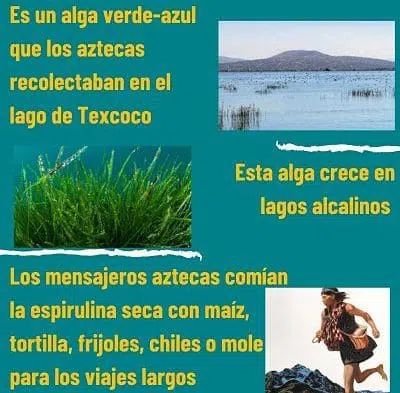 Es un alga verde-azul
que los aztecas
recolectaban en el
lago de Texcoco
Esta alga crece en
lagos alcalinos
Los mensajeros aztecas comían
la espirulina seca con maíz,
tortilla, frijoles, chiles o mole
para los viajes largos